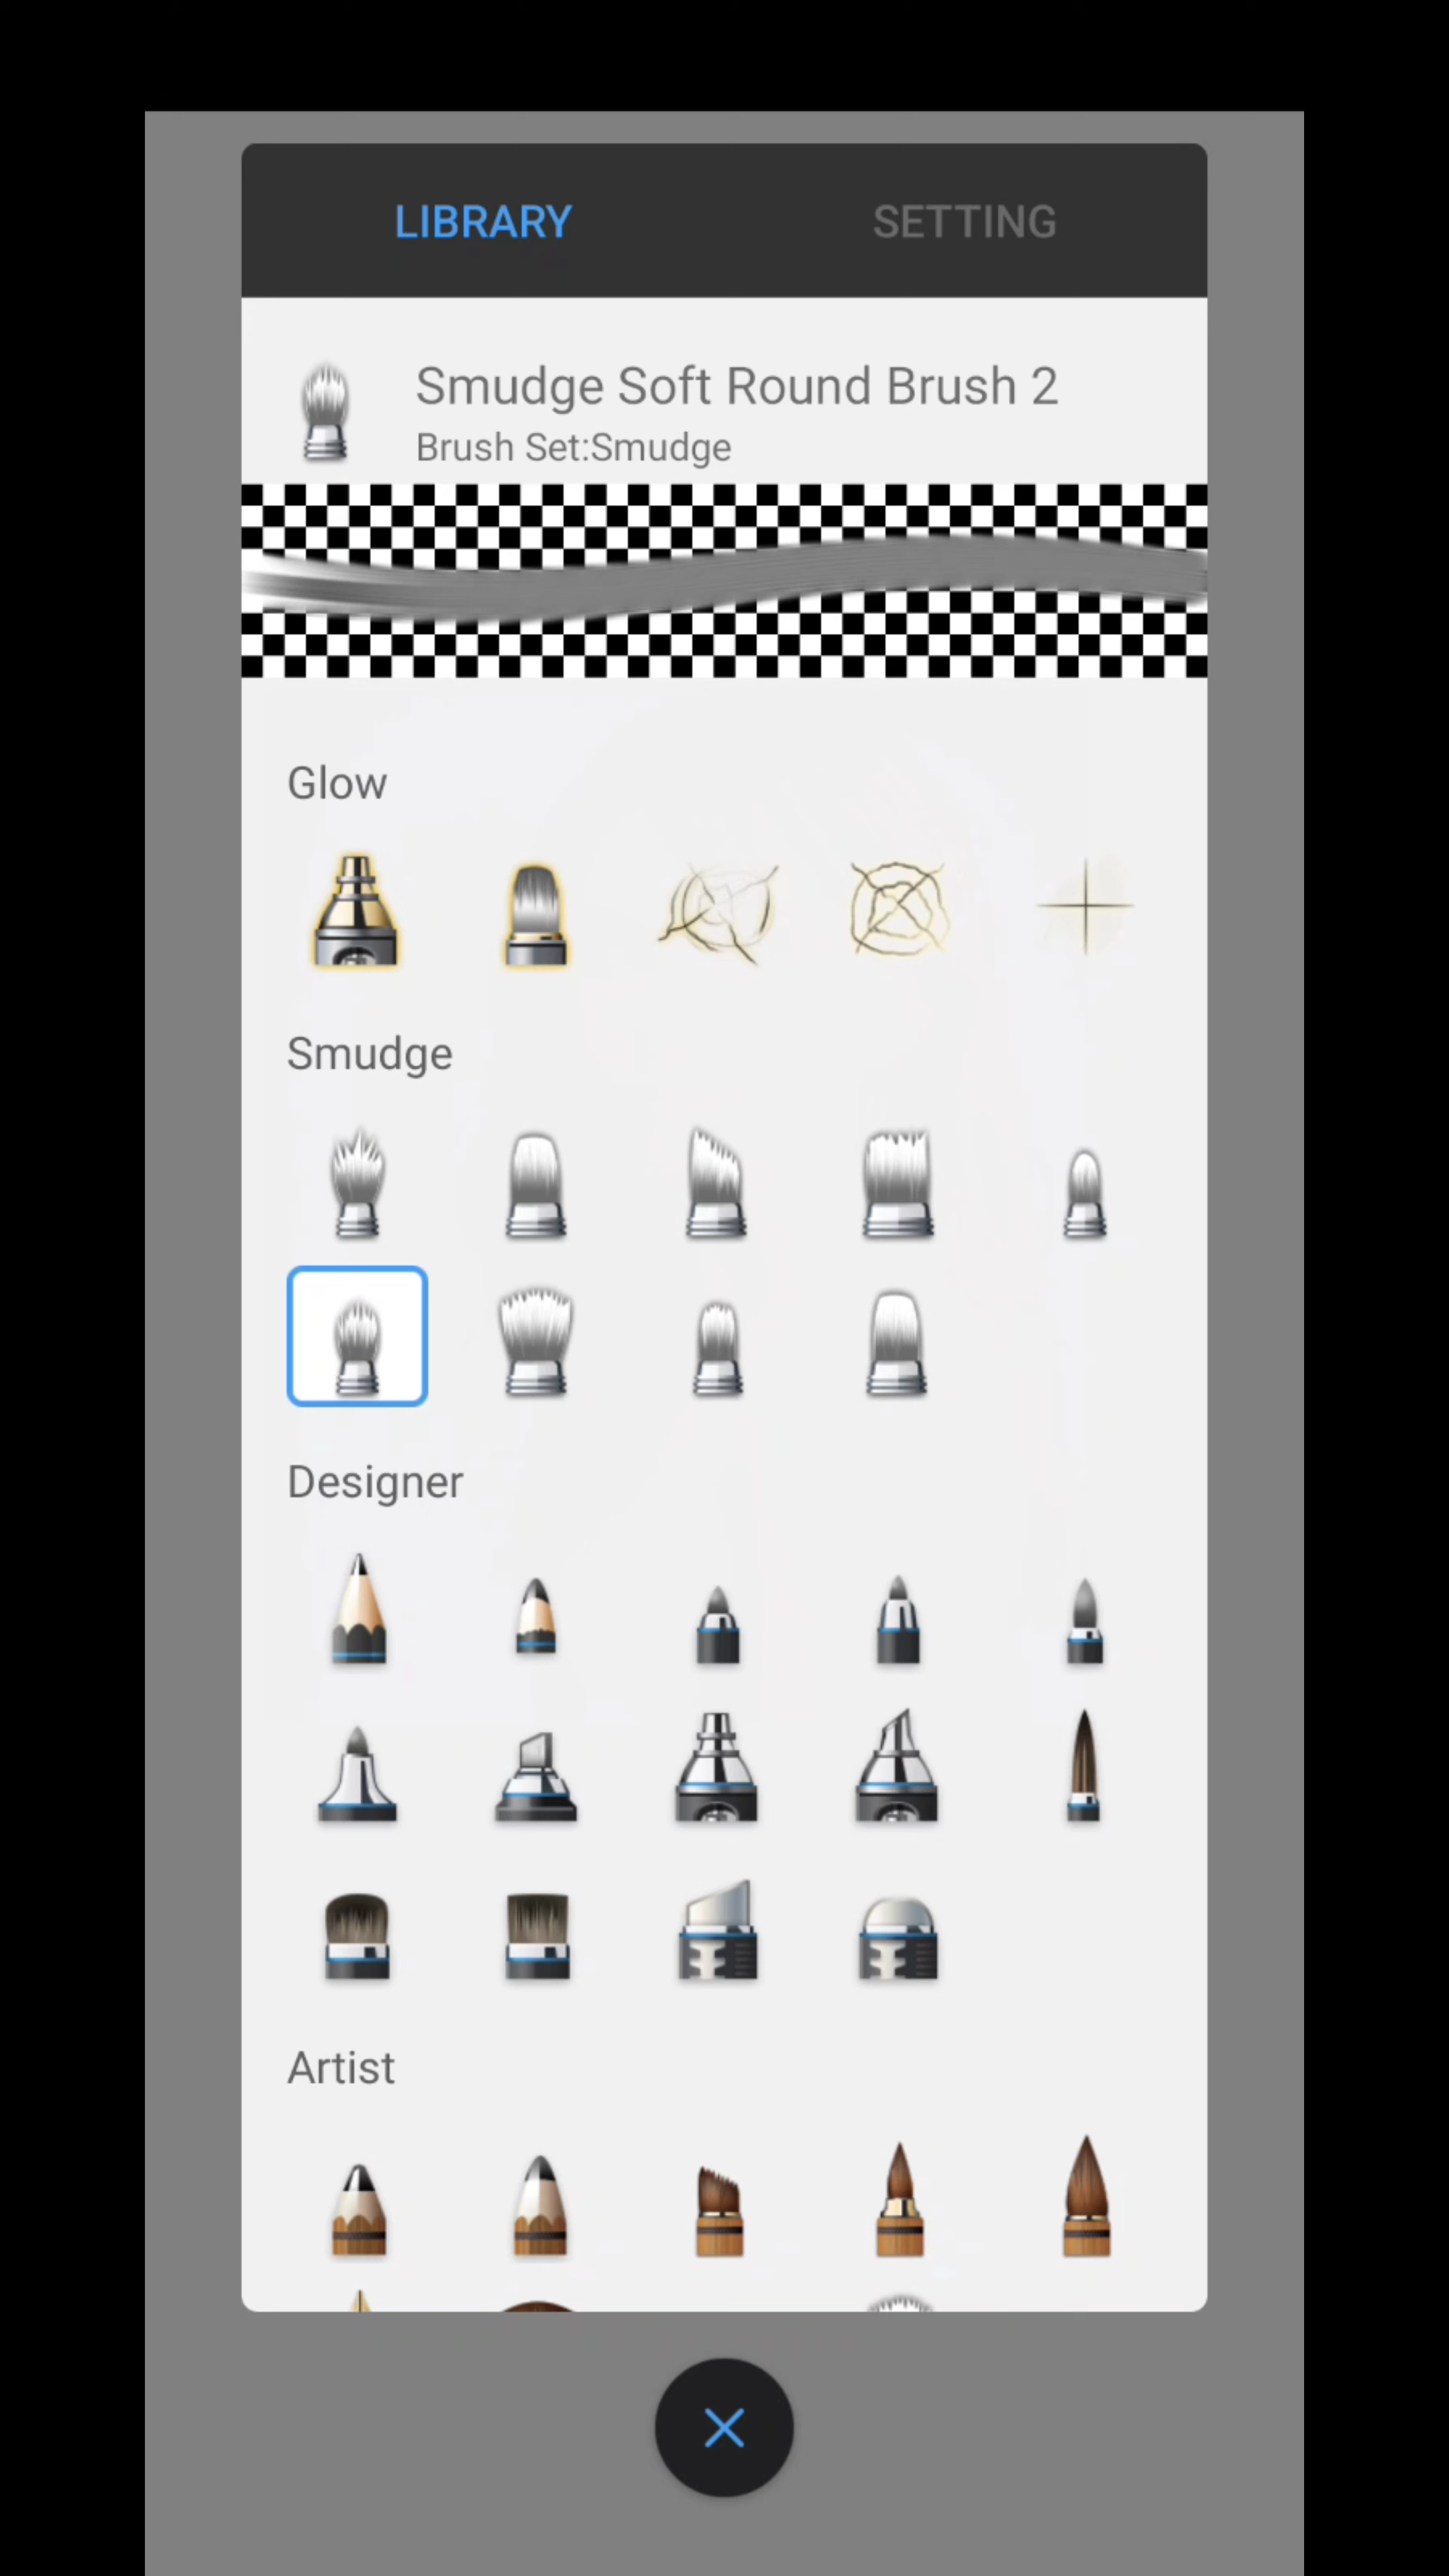 LIBRARY
SETTING
Smudge Soft Round Brush 2
Brush Set:Smudge
Glow
Smudge
Designer
Artist